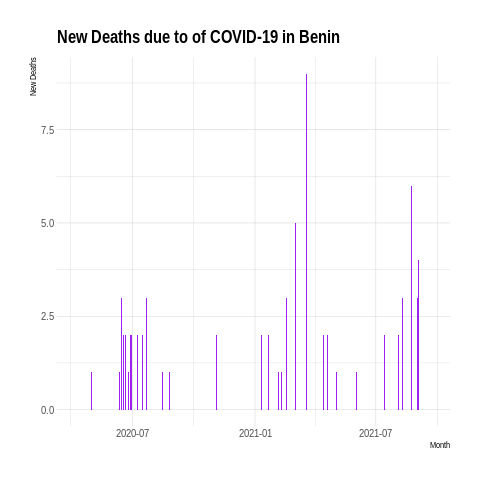 New Deaths due to of COVID-19 in Benin
New Deaths
7.5
5.0
2.5
0.0
2020-07 2021-01 2021-07
Month